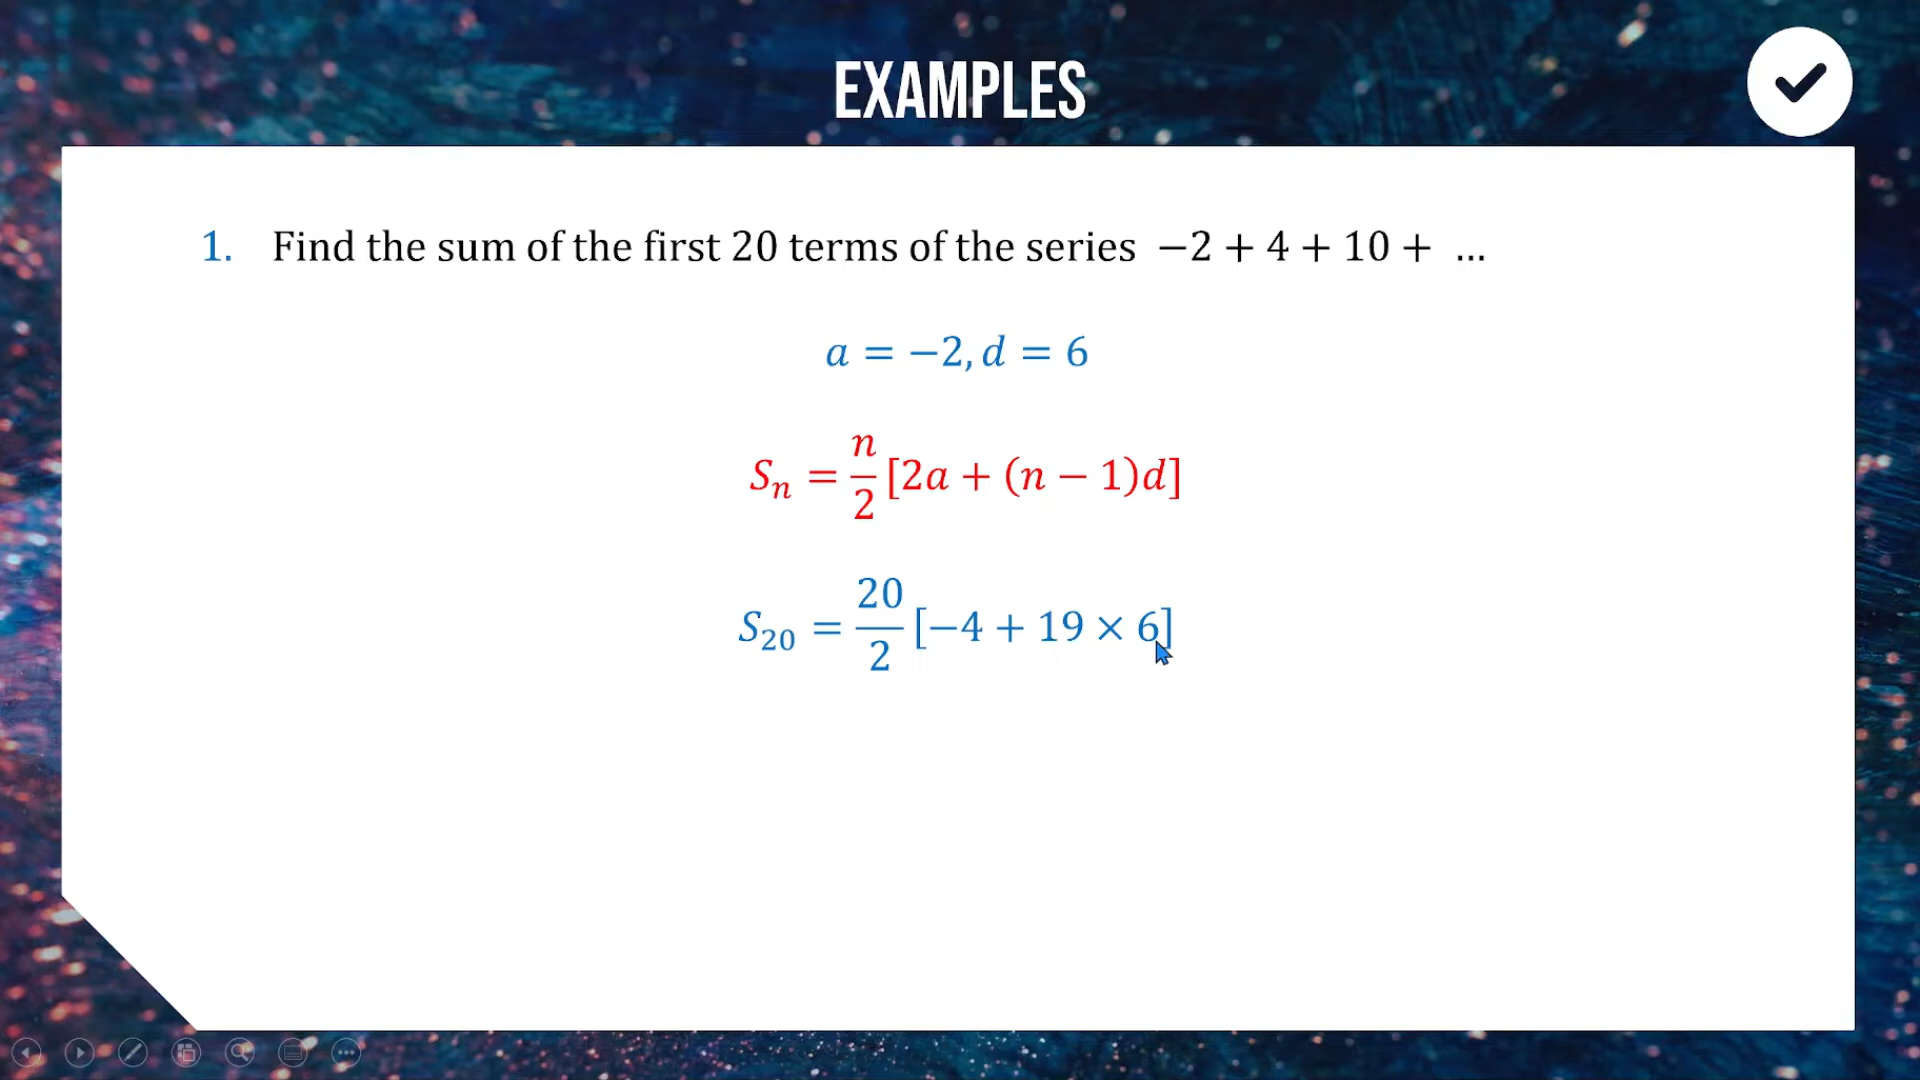 EXAMPLES
1. Find the sum of the first 20 terms of the series −2 + 4 + 10 + …
a = −2, d = 6
Sₙ = n/2 [2a + (n − 1)d]
S₂₀ = 20/2 [−4 + 19 × 6]